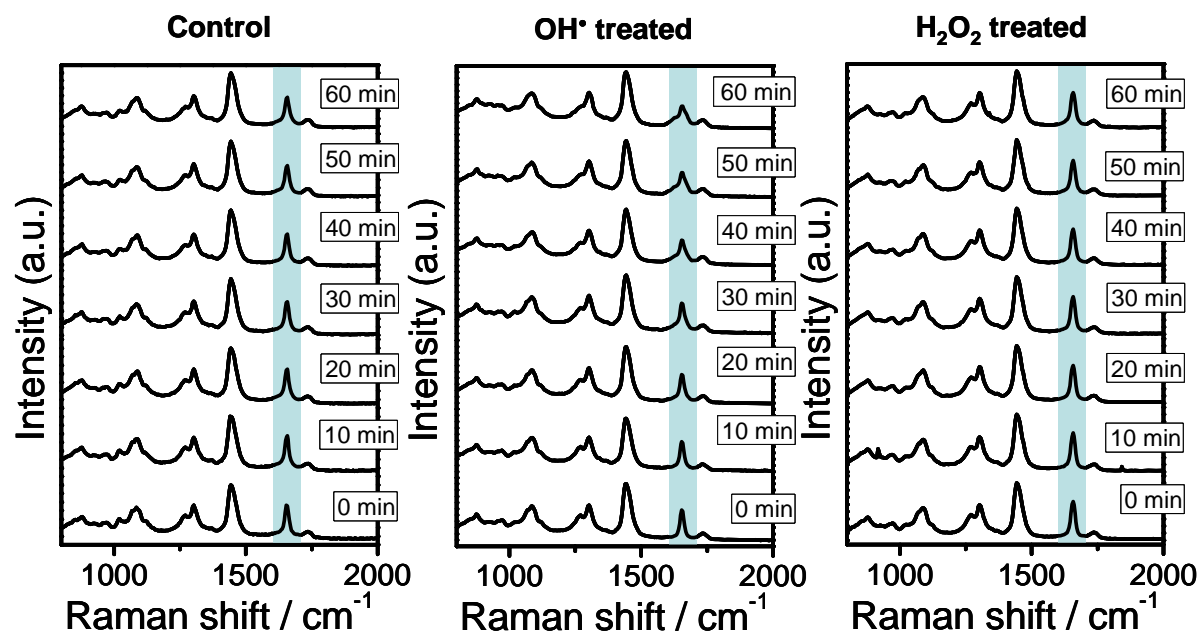 Control
Intensity (a.u.)
60 min
50 min
40 min
30 min
20 min
10 min
0 min
1000 1500 2000
Raman shift / cm⁻¹
OH• treated
Intensity (a.u.)
60 min
50 min
40 min
30 min
20 min
10 min
0 min
1000 1500 2000
Raman shift / cm⁻¹
H₂O₂ treated
Intensity (a.u.)
60 min
50 min
40 min
30 min
20 min
10 min
0 min
1000 1500 2000
Raman shift / cm⁻¹